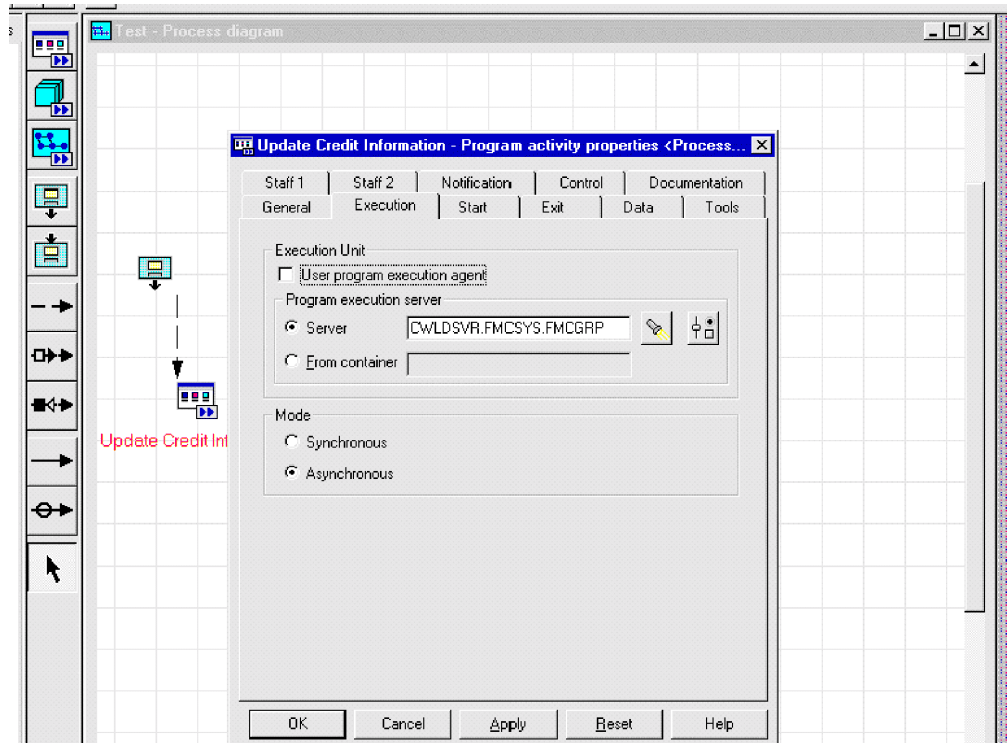 Test - Process diagram
Update Credit Information - Program activity properties <Process...
Staff 1 Staff 2 Notification Control Documentation
General Execution Start Exit Data Tools
Execution Unit
User program execution agent
Program execution server
Server CWLDSVR.FMCSYS.FMCGRP
From container
Mode
Synchronous
Asynchronous
Update Credit Inf
OK Cancel Apply Reset Help